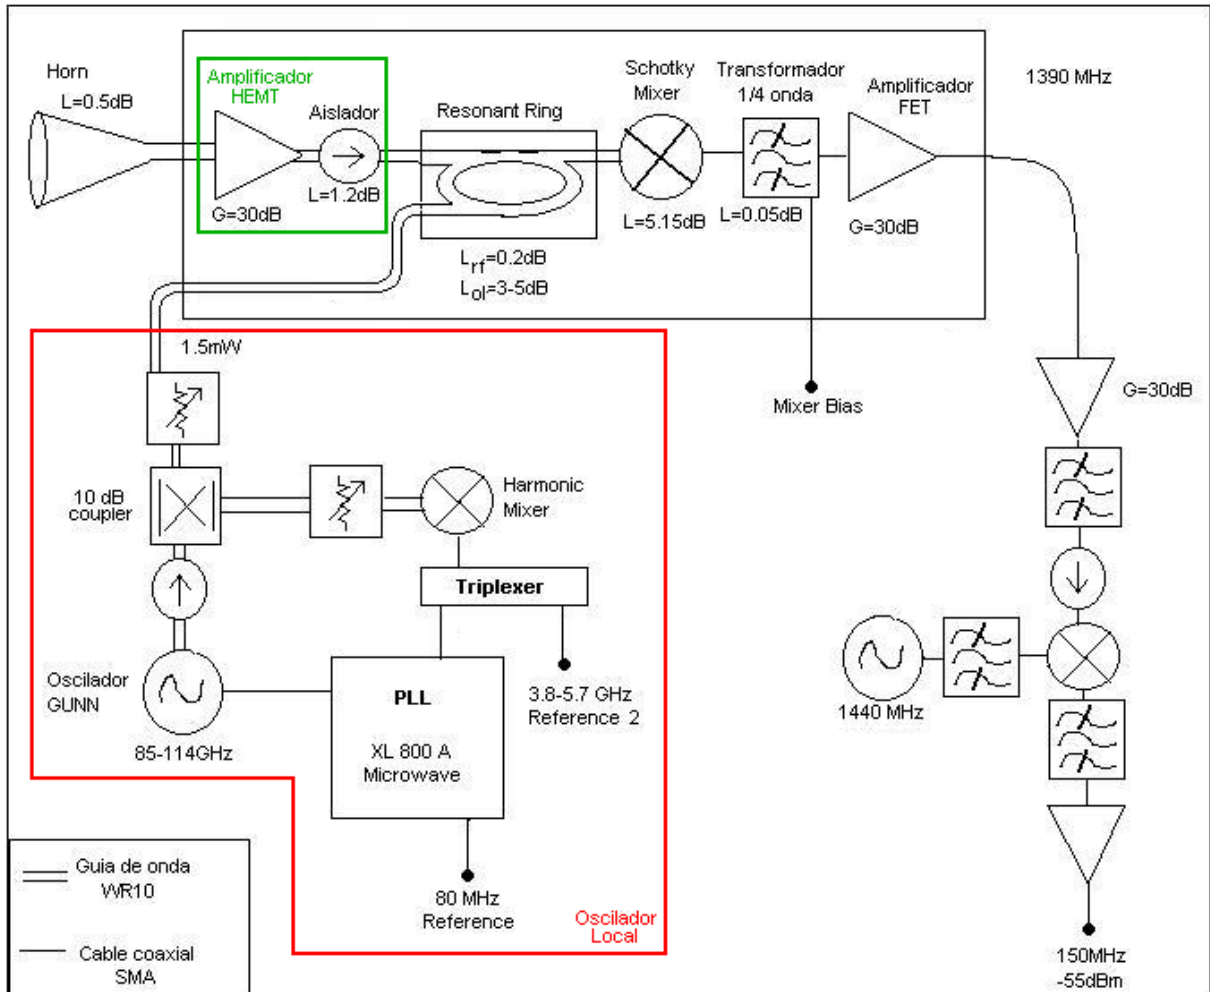 Horn
L=0.5dB
Amplificador
HEMT
Aislador
G=30dB
L=1.2dB
Resonant Ring
Lrf=0.2dB
Lol=3-5dB
Schotky
Mixer
L=5.15dB
Transformador
1/4 onda
L=0.05dB
Amplificador
FET
G=30dB
1390 MHz
Mixer Bias
G=30dB
1.5mW
10 dB
coupler
Harmonic
Mixer
Triplexer
Oscilador
GUNN
85-114GHz
PLL
XL 800 A
Microwave
3.8-5.7 GHz
Reference 2
80 MHz
Reference
Oscilador
Local
1440 MHz
150MHz
-55dBm
Guia de onda
WR10
Cable coaxial
SMA